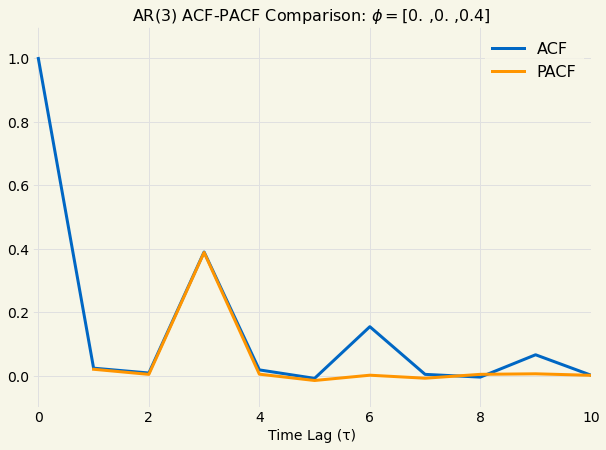 AR(3) ACF-PACF Comparison: ϕ = [0. ,0. ,0.4]
ACF
PACF
1.0
0.8
0.6
0.4
0.2
0.0
0 2 4 6 8 10
Time Lag (τ)